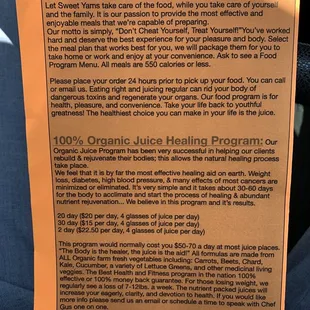 Let Sweet Yams take care of the food, while you take care of yourself
and the family. It is our passion to provide the most effective and
enjoyable meals that we're capable of preparing.
Our motto is simply, "Don't Cheat Yourself, Treat Yourself!"You've worked
hard and deserve the best experience for your pleasure and body. Select
the meal plan that works best for you, we will package them for you to
take home or work and enjoy at your convenience. Ask to see a Food
Program Menu. All meals are 550 calories or less.
Please place your order 24 hours prior to pick up your food. You can call
or email us. Eating right and juicing regular can rid your body of
dangerous toxins and regenerate your organs. Our food program is for
health, pleasure, and convenience. Take your life back to youthful
greatness! The healthiest choice you can make in your life is the juice.
100% Organic Juice Healing Program: Our
Organic Juice Program has been very successful in helping our clients
rebuild & rejuvenate their bodies; this allows the natural healing process
take place.
We feel that it is by far the most effective healing aid on earth. Weight
loss, diabetes, high blood pressure, & many effects of most cancers are
minimized or eliminated. It's very simple and it takes about 30-60 days
for the body to acclimate and start the process of healing & abundant
nutrient rejuvenation... We believe in this program and it's results.
20 day ($20 per day, 4 glasses of juice per day)
30 day ($15 per day, 4 glasses of juice per day)
2 day ($22.50 per day, 4 glasses of juice per day)
This program would normally cost you $50-70 a day at most juice places.
"The Body is the healer, the juice is the aid!" All formulas are made from
ALL Organic farm fresh vegetables including: Carrots, Beets, Chard,
Kale, Cucumber, a variety of Lettuce Greens, and other medicinal living
veggies. The Best Health and Fitness program in the nation 100%
effective or 100% money back guarantee. For those losing weight, we
regularly see a loss of 7-12lbs. a week. The nutrient packed juices will
increase your eagerly, clarity, and devotion to health. If you would like
more info please send us an email or schedule a time to speak with Chef
Gus one on one.